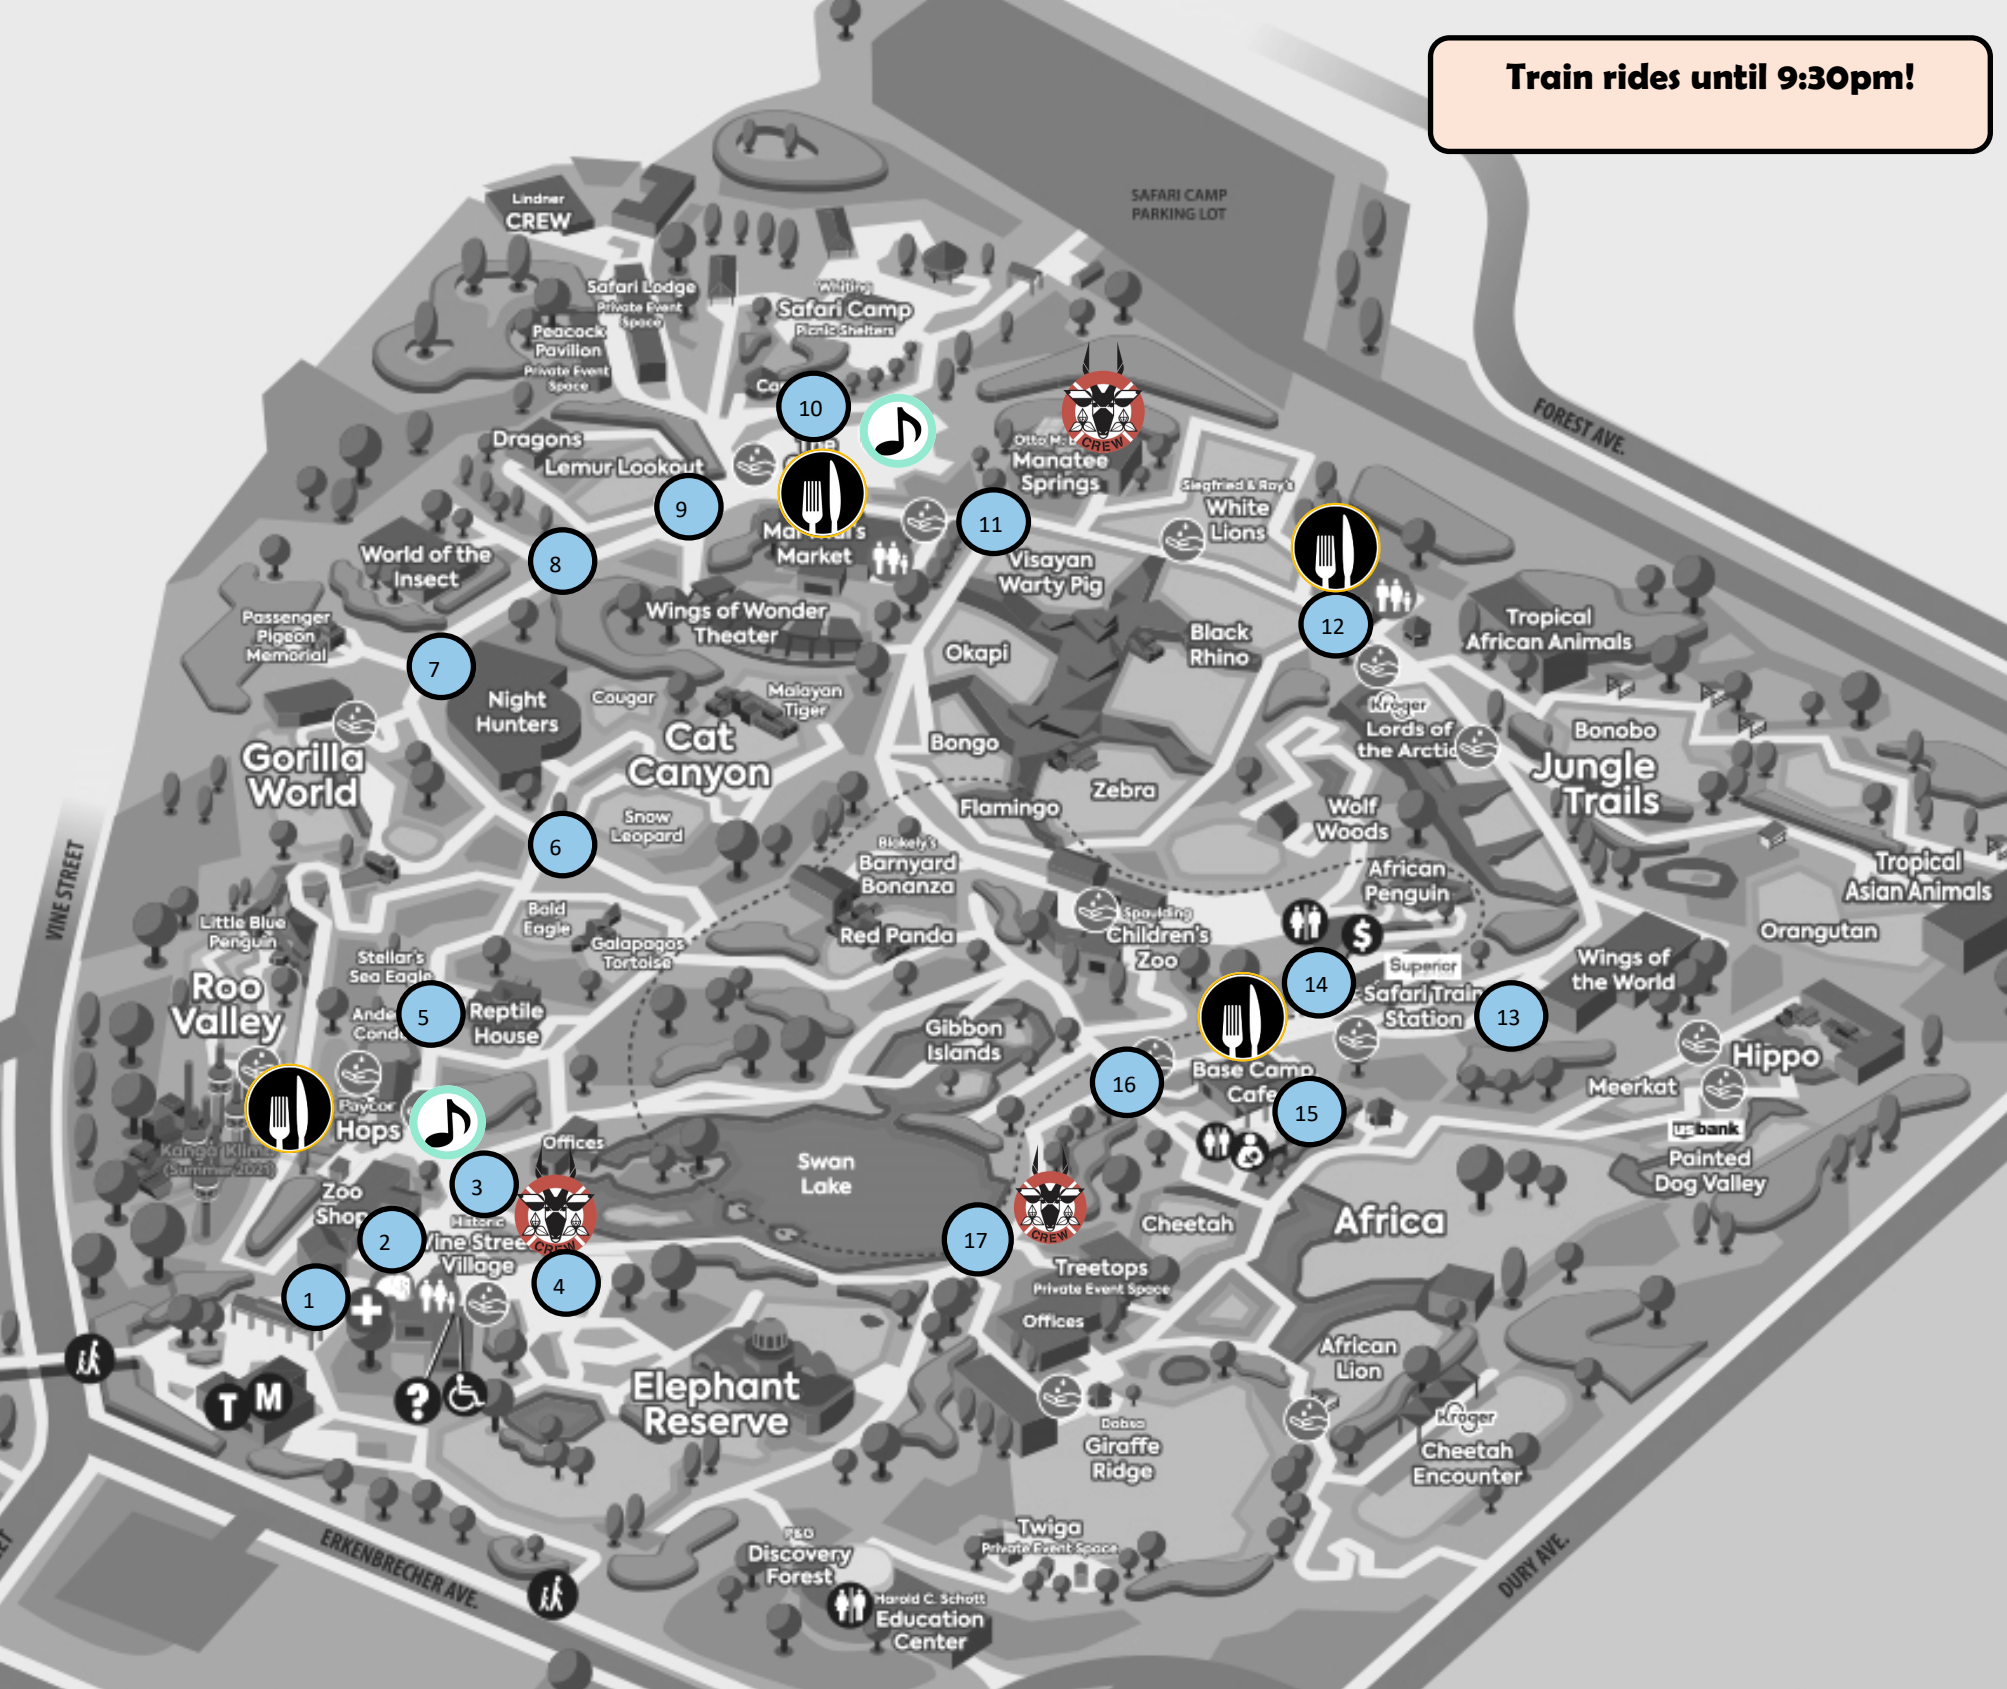 Train rides until 9:30pm!
SAFARI CAMP
PARKING LOT
FOREST AVE.
Lindner
CREW
Safari Lodge
Private Event
Space
Whiting
Safari Camp
Picnic Shelters
Peacock
Pavilion
Private Event
Space
10
CREW
Dragons
Lemur Lookout
Manatee
Springs
9
11
Siegfried & Roy's
White
Lions
Market
World of the
Insect
8
Visayan
Warty Pig
12
Passenger
Pigeon
Memorial
Wings of Wonder
Theater
Okapi
Black
Rhino
Tropical
African Animals
7
Night
Hunters
Cougar
Malayan
Tiger
Cat
Canyon
Bongo
Kroger
Lords of
the Arctic
Bonobo
Jungle
Trails
Gorilla
World
Zebra
Flamingo
Wolf
Woods
Snow
Leopard
6
Blakely's
Barnyard
Bonanza
African
Penguin
Tropical
Asian Animals
VINE STREET
Little Blue
Penguin
Bald
Eagle
Galapagos
Tortoise
Red Panda
Spaulding
Children's
Zoo
$
Orangutan
Stellar's
Sea Eagle
Roo
Valley
5
Reptile
House
14
Superior
Safari Train
Station
13
Wings of
the World
Gibbon
Islands
Base Camp
Cafe
16
15
Hippo
Meerkat
Paycor
Hops
Kanga Klimb
(Summer 2021)
Offices
usbank
Painted
Dog Valley
Swan
Lake
Zoo
Shop
3
CREW
2
Historic
Vine Street
Village
4
17
CREW
Cheetah
Africa
Treetops
Private Event Space
Offices
1
African
Lion
T
M
?
Elephant
Reserve
Kroger
Cheetah
Encounter
Giraffe
Ridge
ERKENBRECHER AVE.
P&G
Discovery
Forest
Twiga
Private Event Space
DURY AVE.
Harold C. Schott
Education
Center